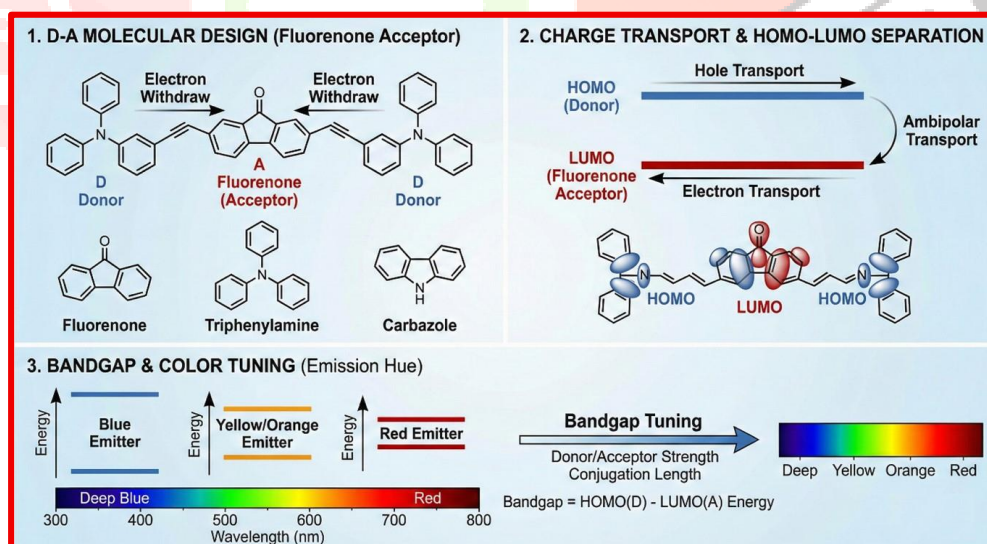 1. D-A MOLECULAR DESIGN (Fluorenone Acceptor)
Electron
Withdraw
Electron
Withdraw
O
N
N
D
Donor
A
Fluorenone
(Acceptor)
D
Donor
O
N
N
H
Fluorenone
Triphenylamine
Carbazole
2. CHARGE TRANSPORT & HOMO-LUMO SEPARATION
Hole Transport
HOMO
(Donor)
Ambipolar
Transport
LUMO
(Fluorenone
Acceptor)
Electron Transport
O
N
N
HOMO
LUMO
HOMO
3. BANDGAP & COLOR TUNING (Emission Hue)
Energy
Blue
Emitter
Energy
Yellow/Orange
Emitter
Energy
Red Emitter
Deep Blue
Red
300 400 500 600 700 800
Wavelength (nm)
Bandgap Tuning
Donor/Acceptor Strength
Conjugation Length
Bandgap = HOMO(D) - LUMO(A) Energy
Deep Yellow Orange Red